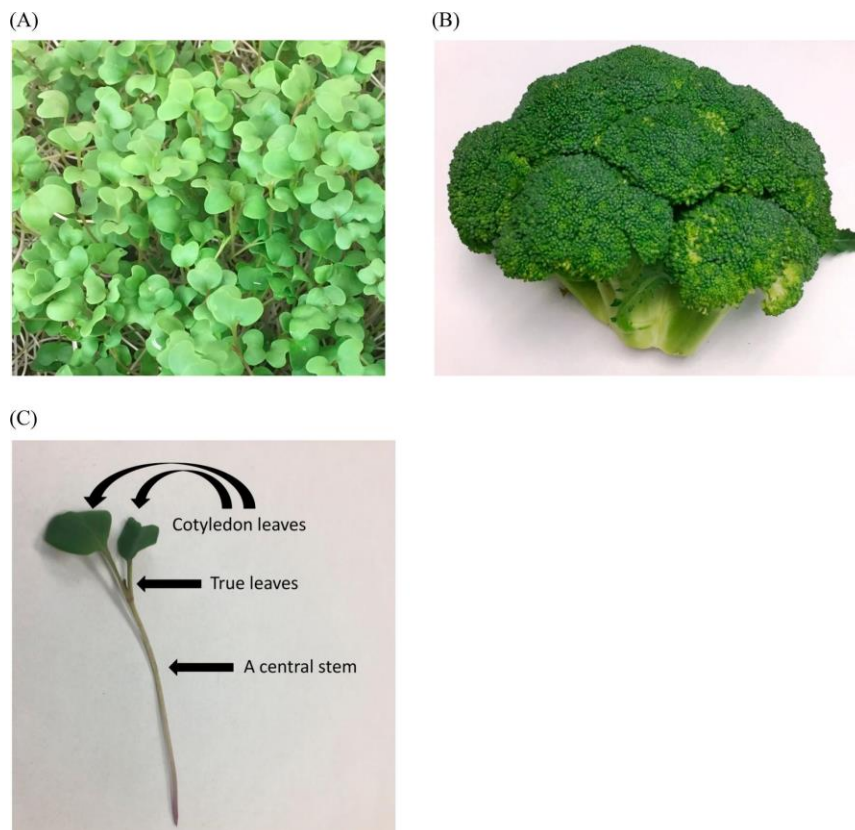 (A)
(B)
(C)
Cotyledon leaves
True leaves
A central stem